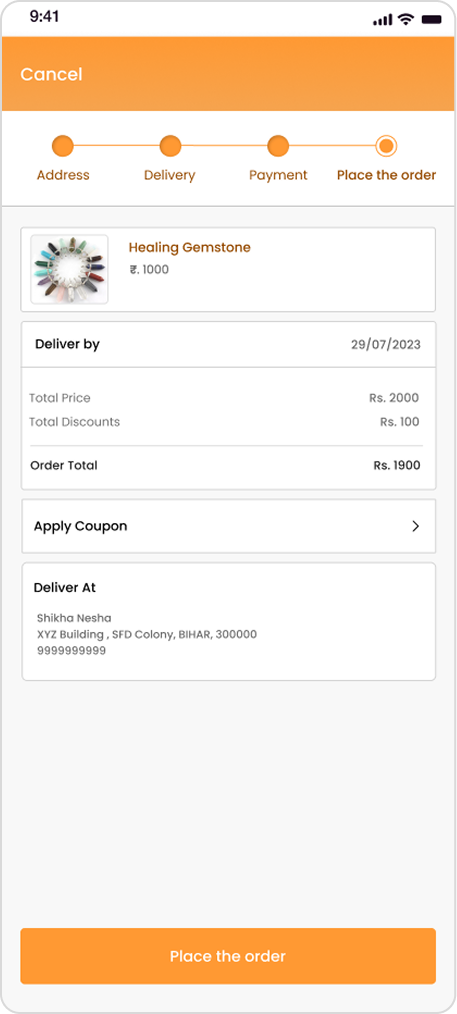 9:41
Cancel
Address Delivery Payment Place the order
Healing Gemstone
₹. 1000
Deliver by 29/07/2023
Total Price Rs. 2000
Total Discounts Rs. 100
Order Total Rs. 1900
Apply Coupon
Deliver At
Shikha Nesha
XYZ Building , SFD Colony, BIHAR, 300000
9999999999
Place the order